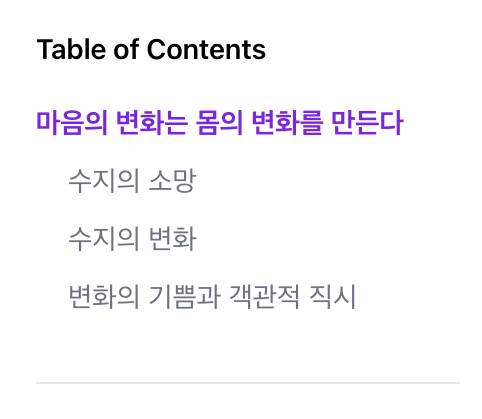 Table of Contents
마음의 변화는 몸의 변화를 만든다
수지의 소망
수지의 변화
변화의 기쁨과 객관적 직시